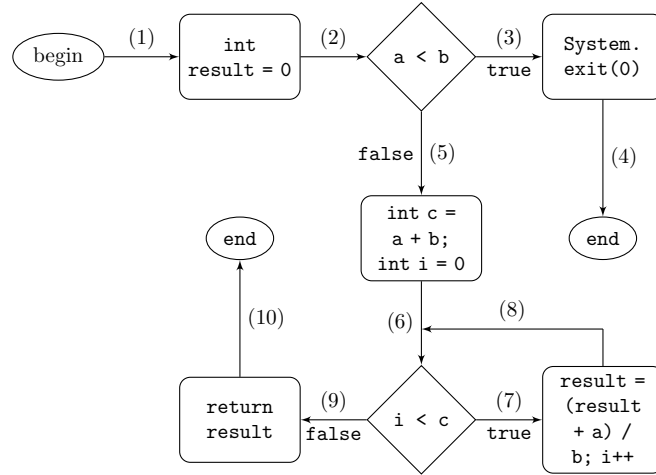 begin
(1)
int
result = 0
(2)
a < b
(3)
true
System.
exit(0)
false
(5)
(4)
int c =
a + b;
int i = 0
end
end
(10)
(6)
(8)
return
result
(9)
false
i < c
(7)
true
result =
(result
+ a) /
b; i++